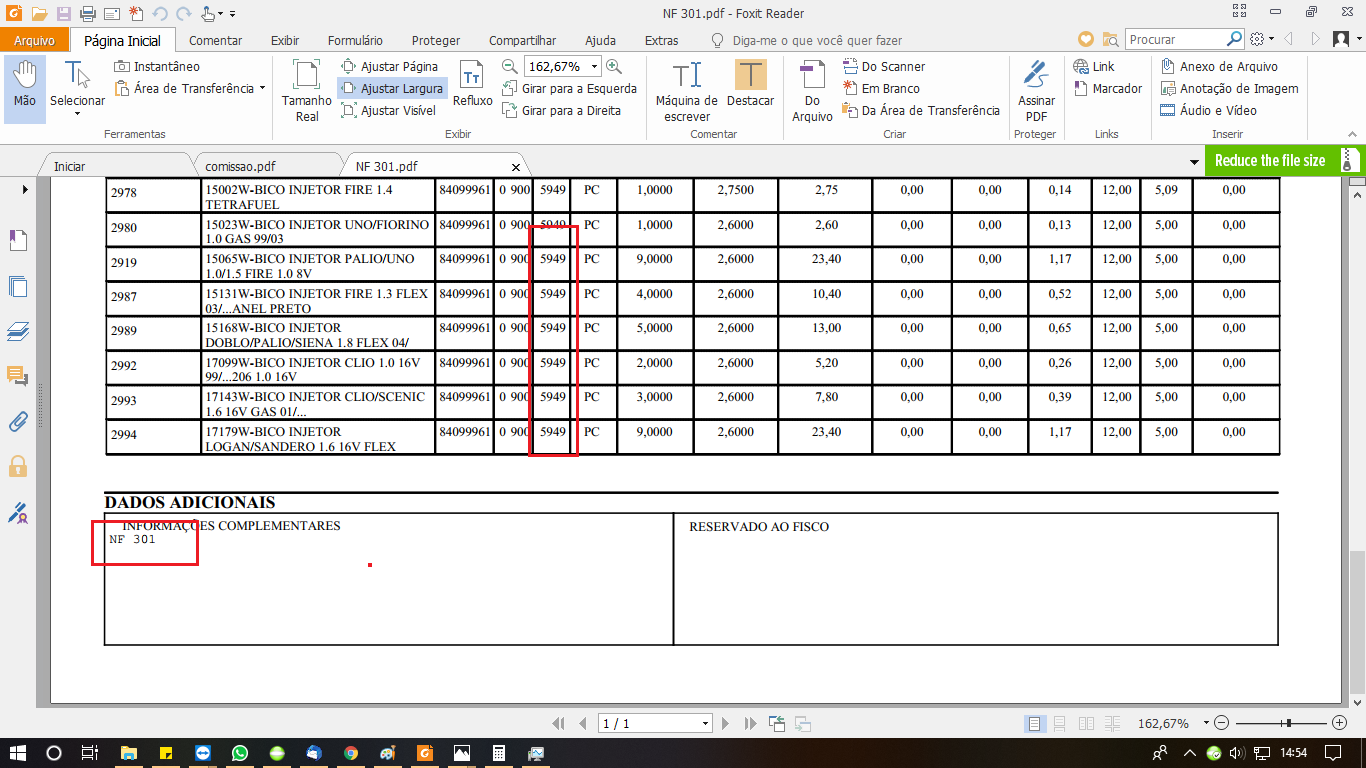 NF 301.pdf - Foxit Reader
Arquivo Página Inicial Comentar Exibir Formulário Proteger Compartilhar Ajuda Extras Diga-me o que você quer fazer Procurar
Mão
Selecionar
Instantâneo
Área de Transferência
Ferramentas
Tamanho Real
Ajustar Página
Ajustar Largura
Ajustar Visível
Refluxo
162,67%
Girar para a Esquerda
Girar para a Direita
Exibir
Máquina de escrever
Destacar
Comentar
Do Arquivo
Do Scanner
Em Branco
Da Área de Transferência
Criar
Assinar PDF
Proteger
Link
Marcador
Links
Anexo de Arquivo
Anotação de Imagem
Áudio e Vídeo
Inserir
Iniciar comissao.pdf NF 301.pdf Reduce the file size
2978 15002W-BICO INJETOR FIRE 1.4 84099961 0 900 5949 PC 1,0000 2,7500 2,75 0,00 0,00 0,14 12,00 5,09 0,00
TETRAFUEL
2980 15023W-BICO INJETOR UNO/FIORINO 84099961 0 900 5949 PC 1,0000 2,6000 2,60 0,00 0,00 0,13 12,00 5,00 0,00
1.0 GAS 99/03
2919 15065W-BICO INJETOR PALIO/UNO 84099961 0 900 5949 PC 9,0000 2,6000 23,40 0,00 0,00 1,17 12,00 5,00 0,00
1.0/1.5 FIRE 1.0 8V
2987 15131W-BICO INJETOR FIRE 1.3 FLEX 84099961 0 900 5949 PC 4,0000 2,6000 10,40 0,00 0,00 0,52 12,00 5,00 0,00
03/...ANEL PRETO
2989 15168W-BICO INJETOR 84099961 0 900 5949 PC 5,0000 2,6000 13,00 0,00 0,00 0,65 12,00 5,00 0,00
DOBLO/PALIO/SIENA 1.8 FLEX 04/
2992 17099W-BICO INJETOR CLIO 1.0 16V 84099961 0 900 5949 PC 2,0000 2,6000 5,20 0,00 0,00 0,26 12,00 5,00 0,00
99/...206 1.0 16V
2993 17143W-BICO INJETOR CLIO/SCENIC 84099961 0 900 5949 PC 3,0000 2,6000 7,80 0,00 0,00 0,39 12,00 5,00 0,00
1.6 16V GAS 01/...
2994 17179W-BICO INJETOR 84099961 0 900 5949 PC 9,0000 2,6000 23,40 0,00 0,00 1,17 12,00 5,00 0,00
LOGAN/SANDERO 1.6 16V FLEX
DADOS ADICIONAIS
INFORMAÇÕES COMPLEMENTARES RESERVADO AO FISCO
NF 301
1 / 1 162,67%
14:54